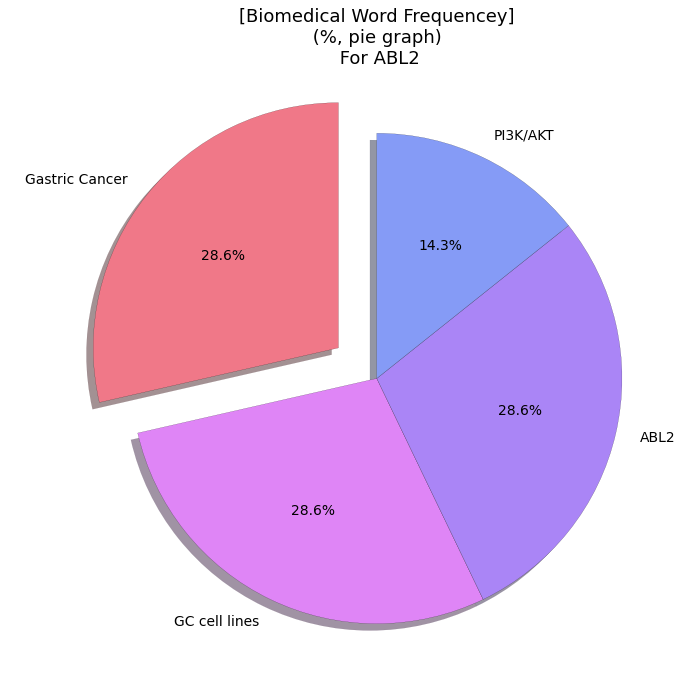 [Biomedical Word Frequencey]
(%, pie graph)
For ABL2
PI3K/AKT
Gastric Cancer
14.3%
28.6%
28.6%
ABL2
28.6%
GC cell lines